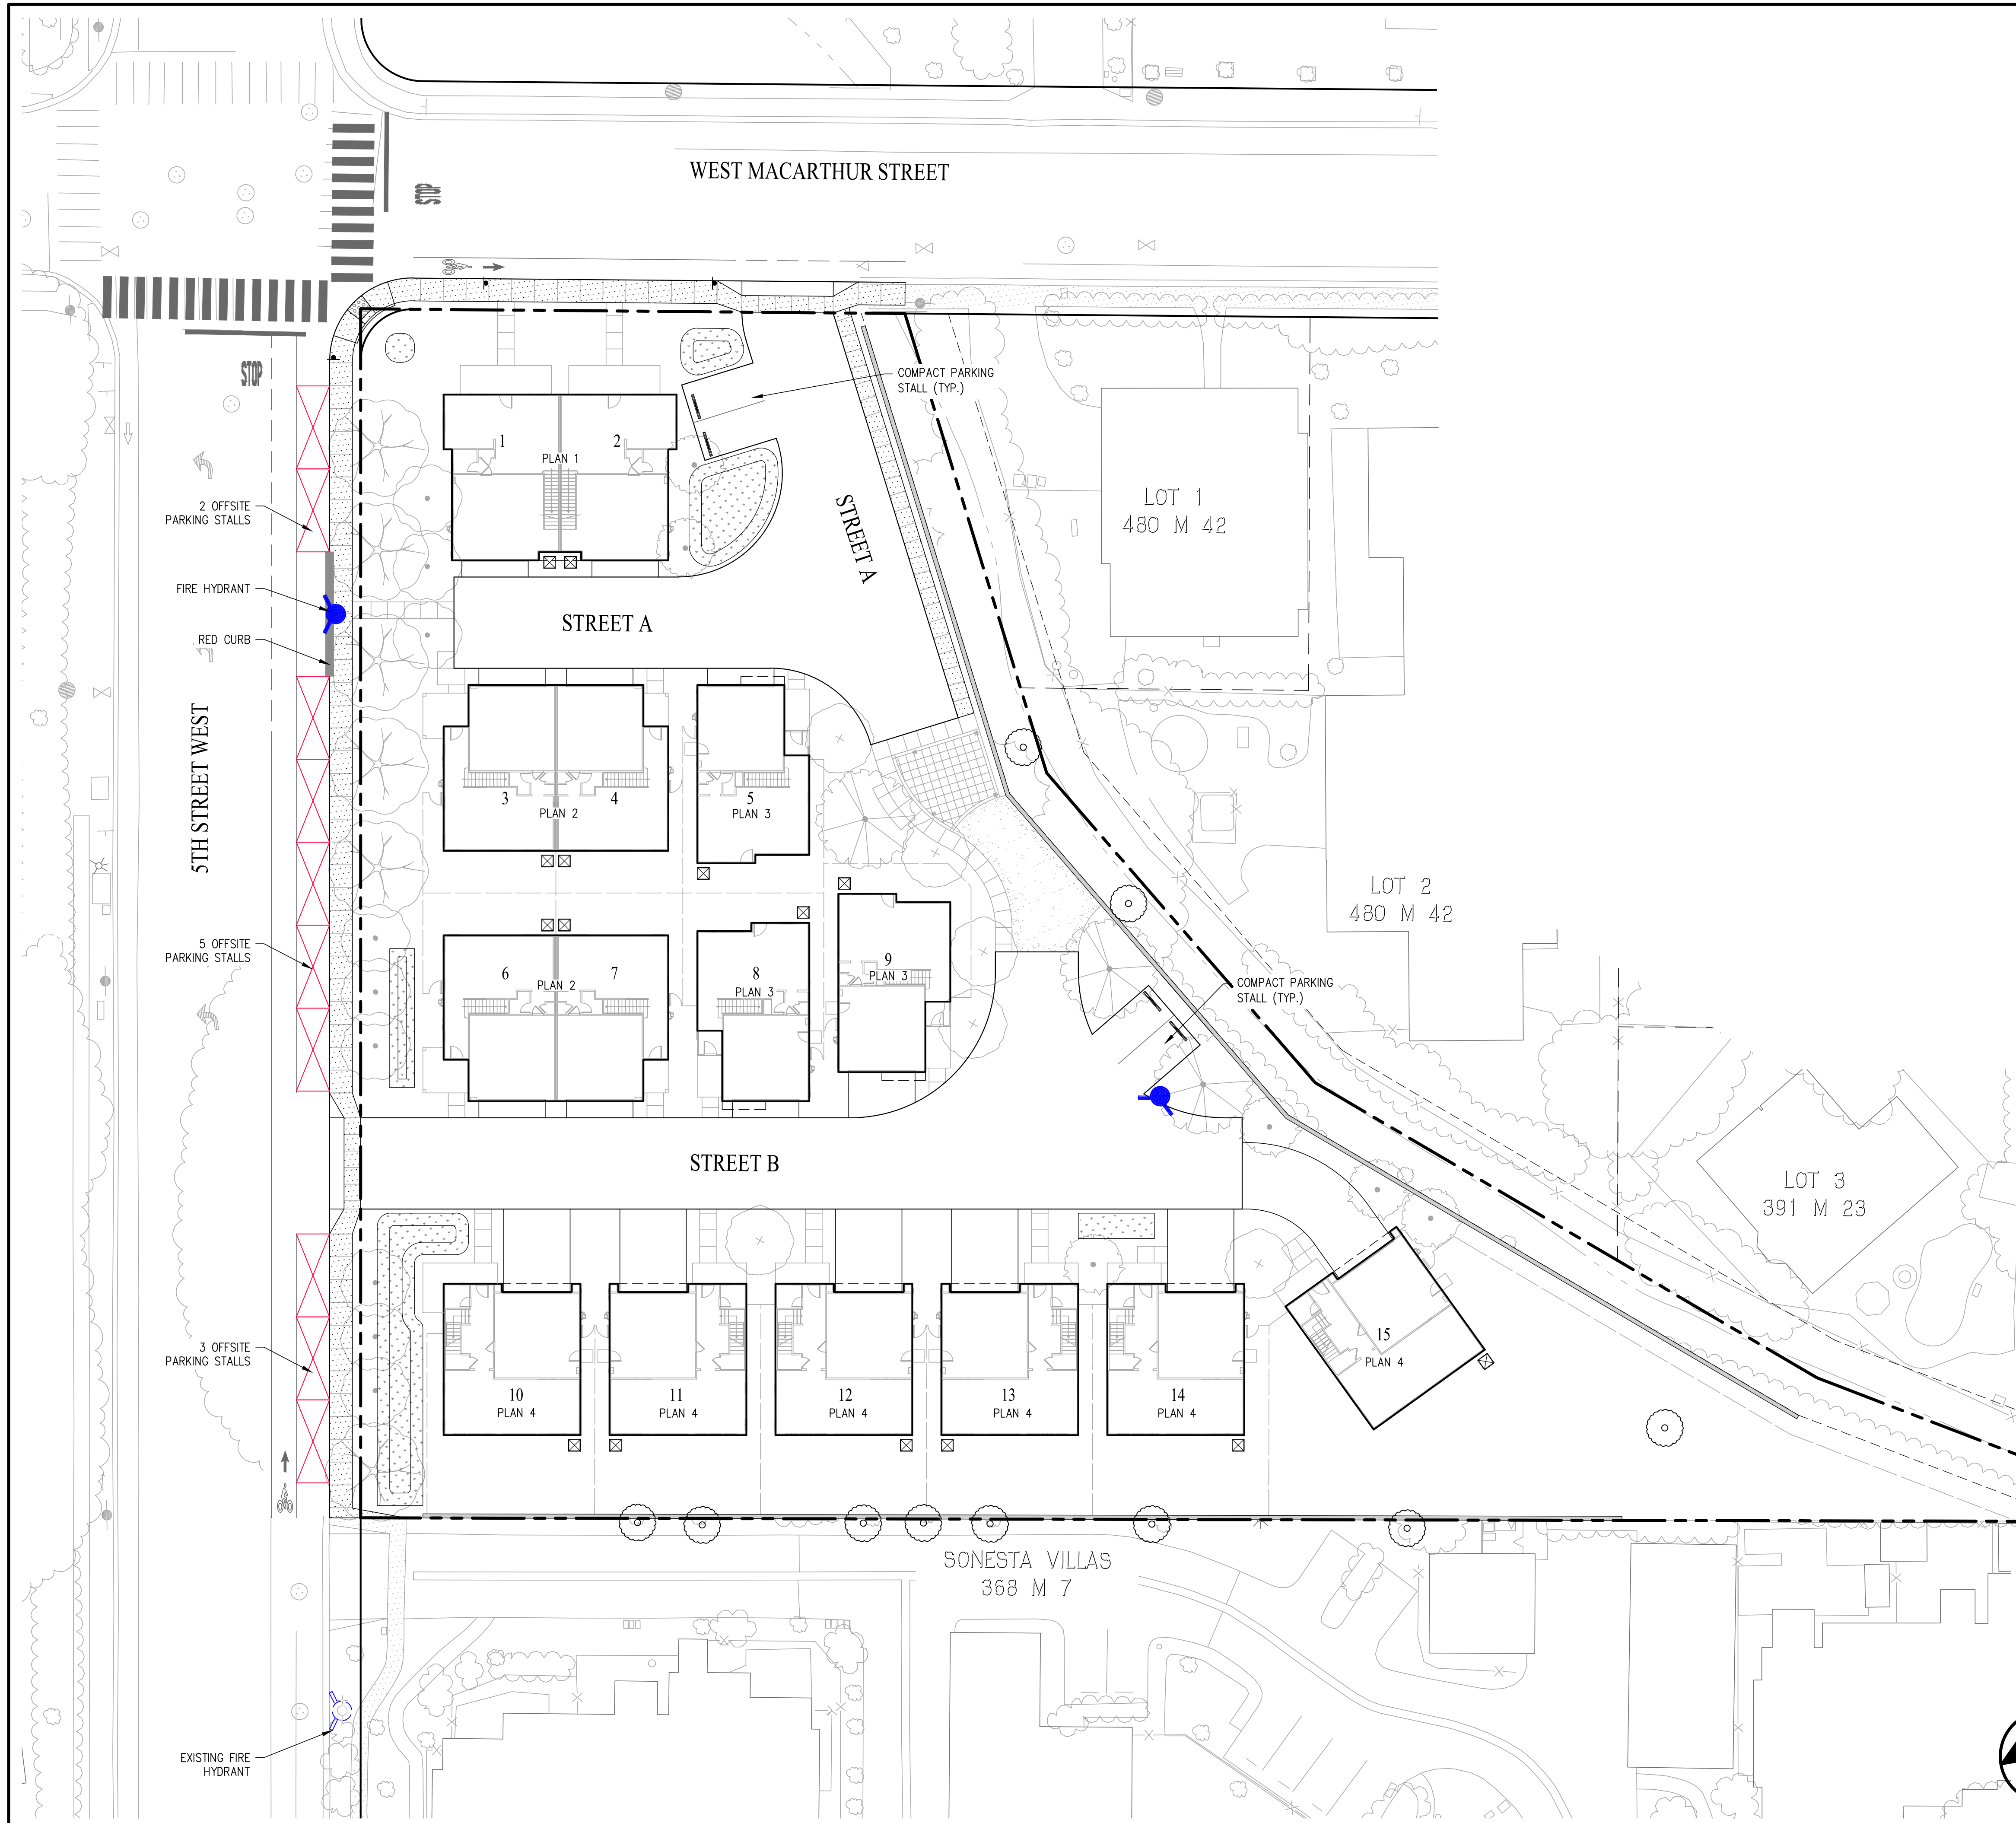 WEST MACARTHUR STREET
STOP
STOP
COMPACT PARKING
STALL (TYP.)
1
2
PLAN 1
LOT 1
480 M 42
STREET A
2 OFFSITE
PARKING STALLS
FIRE HYDRANT
STREET A
RED CURB
5TH STREET WEST
3
4
PLAN 2
5
PLAN 3
LOT 2
480 M 42
5 OFFSITE
PARKING STALLS
6
7
PLAN 2
8
PLAN 3
9
PLAN 3
COMPACT PARKING
STALL (TYP.)
STREET B
LOT 3
391 M 23
3 OFFSITE
PARKING STALLS
10
PLAN 4
11
PLAN 4
12
PLAN 4
13
PLAN 4
14
PLAN 4
15
PLAN 4
SONESTA VILLAS
368 M 7
EXISTING FIRE
HYDRANT